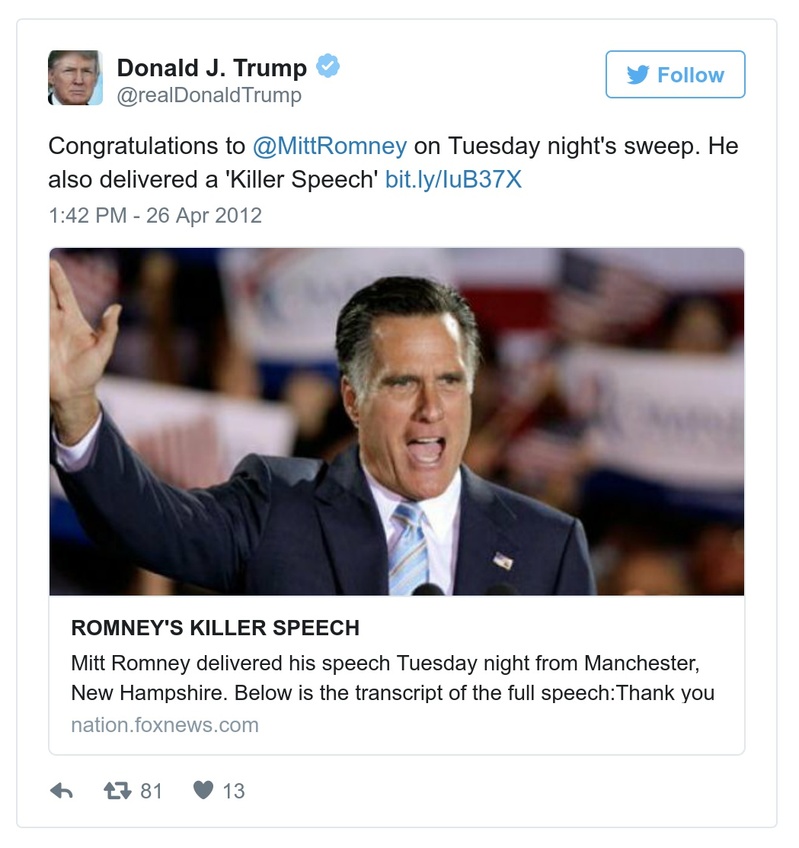 Donald J. Trump
@realDonaldTrump
Follow
Congratulations to @MittRomney on Tuesday night's sweep. He
also delivered a 'Killer Speech' bit.ly/IuB37X
1:42 PM - 26 Apr 2012
ROMNEY'S KILLER SPEECH
Mitt Romney delivered his speech Tuesday night from Manchester,
New Hampshire. Below is the transcript of the full speech:Thank you
nation.foxnews.com
81
13